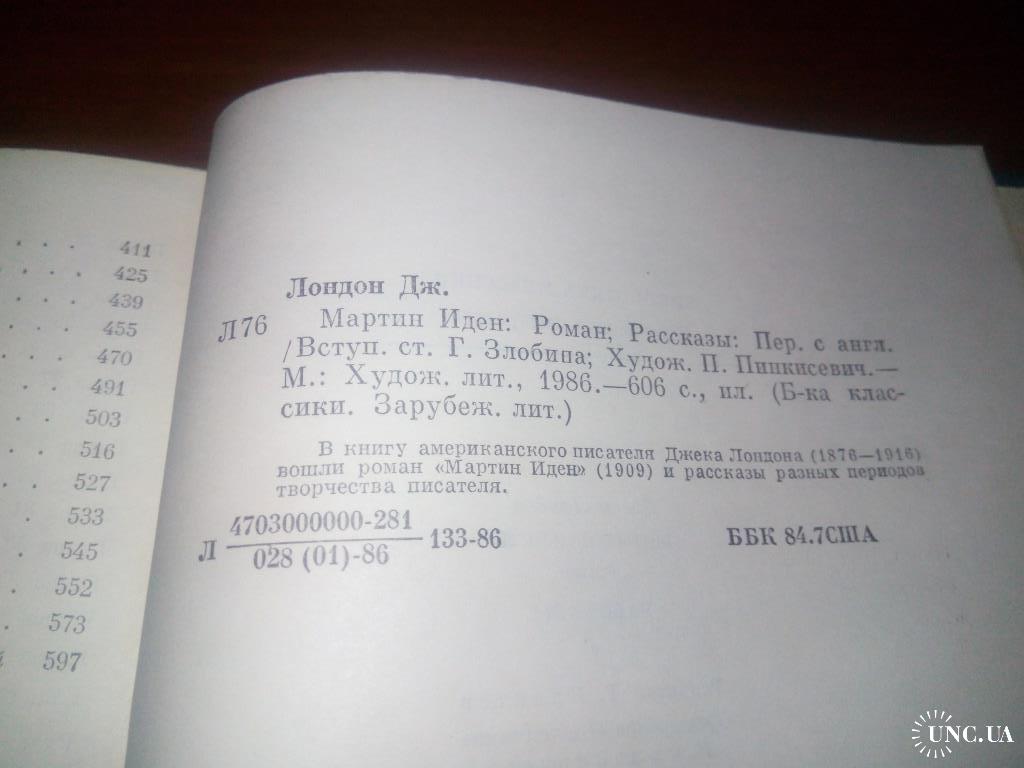 . . . 411
. . . 425
. . . 439
. . . 455
. . . 470
. . . 491
. . . 503
. . . 516
. . 527
. . 533
. 545
. 552
. 573
597
Лондон Дж.
Л76 Мартин Иден: Роман; Рассказы: Пер. с англ.
/Вступ. ст. Г. Злобина; Худож. П. Пинкисевич.—
М.: Худож. лит., 1986.—606 с., ил. (Б-ка клас-
сики. Зарубеж. лит.)
В книгу американского писателя Джека Лондона (1876—1916)
вошли роман «Мартин Иден» (1909) и рассказы разных периодов
творчества писателя.
Л 4703000000-281
028 (01)-86
133-86
ББК 84.7США
UNC.UA